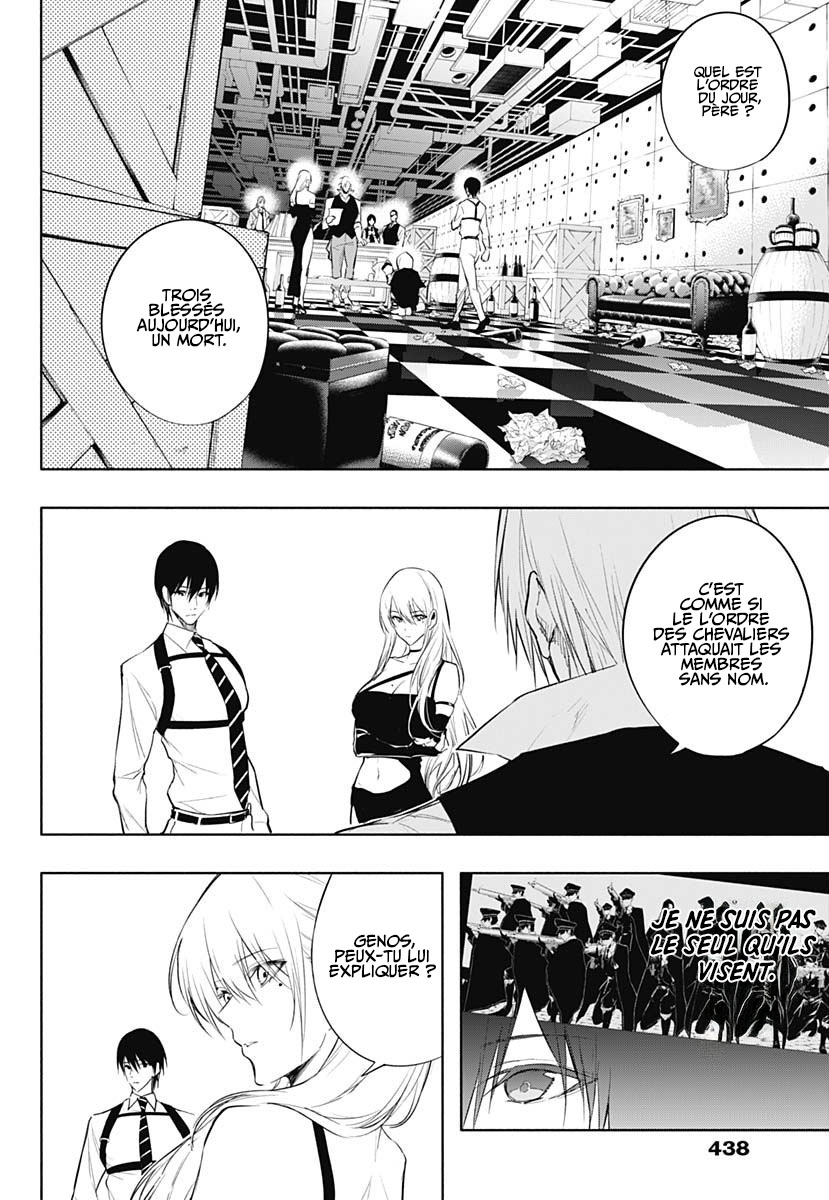 QUEL EST
L'ORDRE
DU JOUR,
PÈRE ?
TROIS
BLESSÉS
AUJOURD'HUI,
UN MORT.
C'EST
COMME SI
LE L'ORDRE
DES CHEVALIERS
ATTAQUAIT LES
MEMBRES
SANS NOM.
JE NE SUIS PAS
LE SEUL QU'ILS
VISENT.
GENOS,
PEUX-TU LUI
EXPLIQUER ?
438